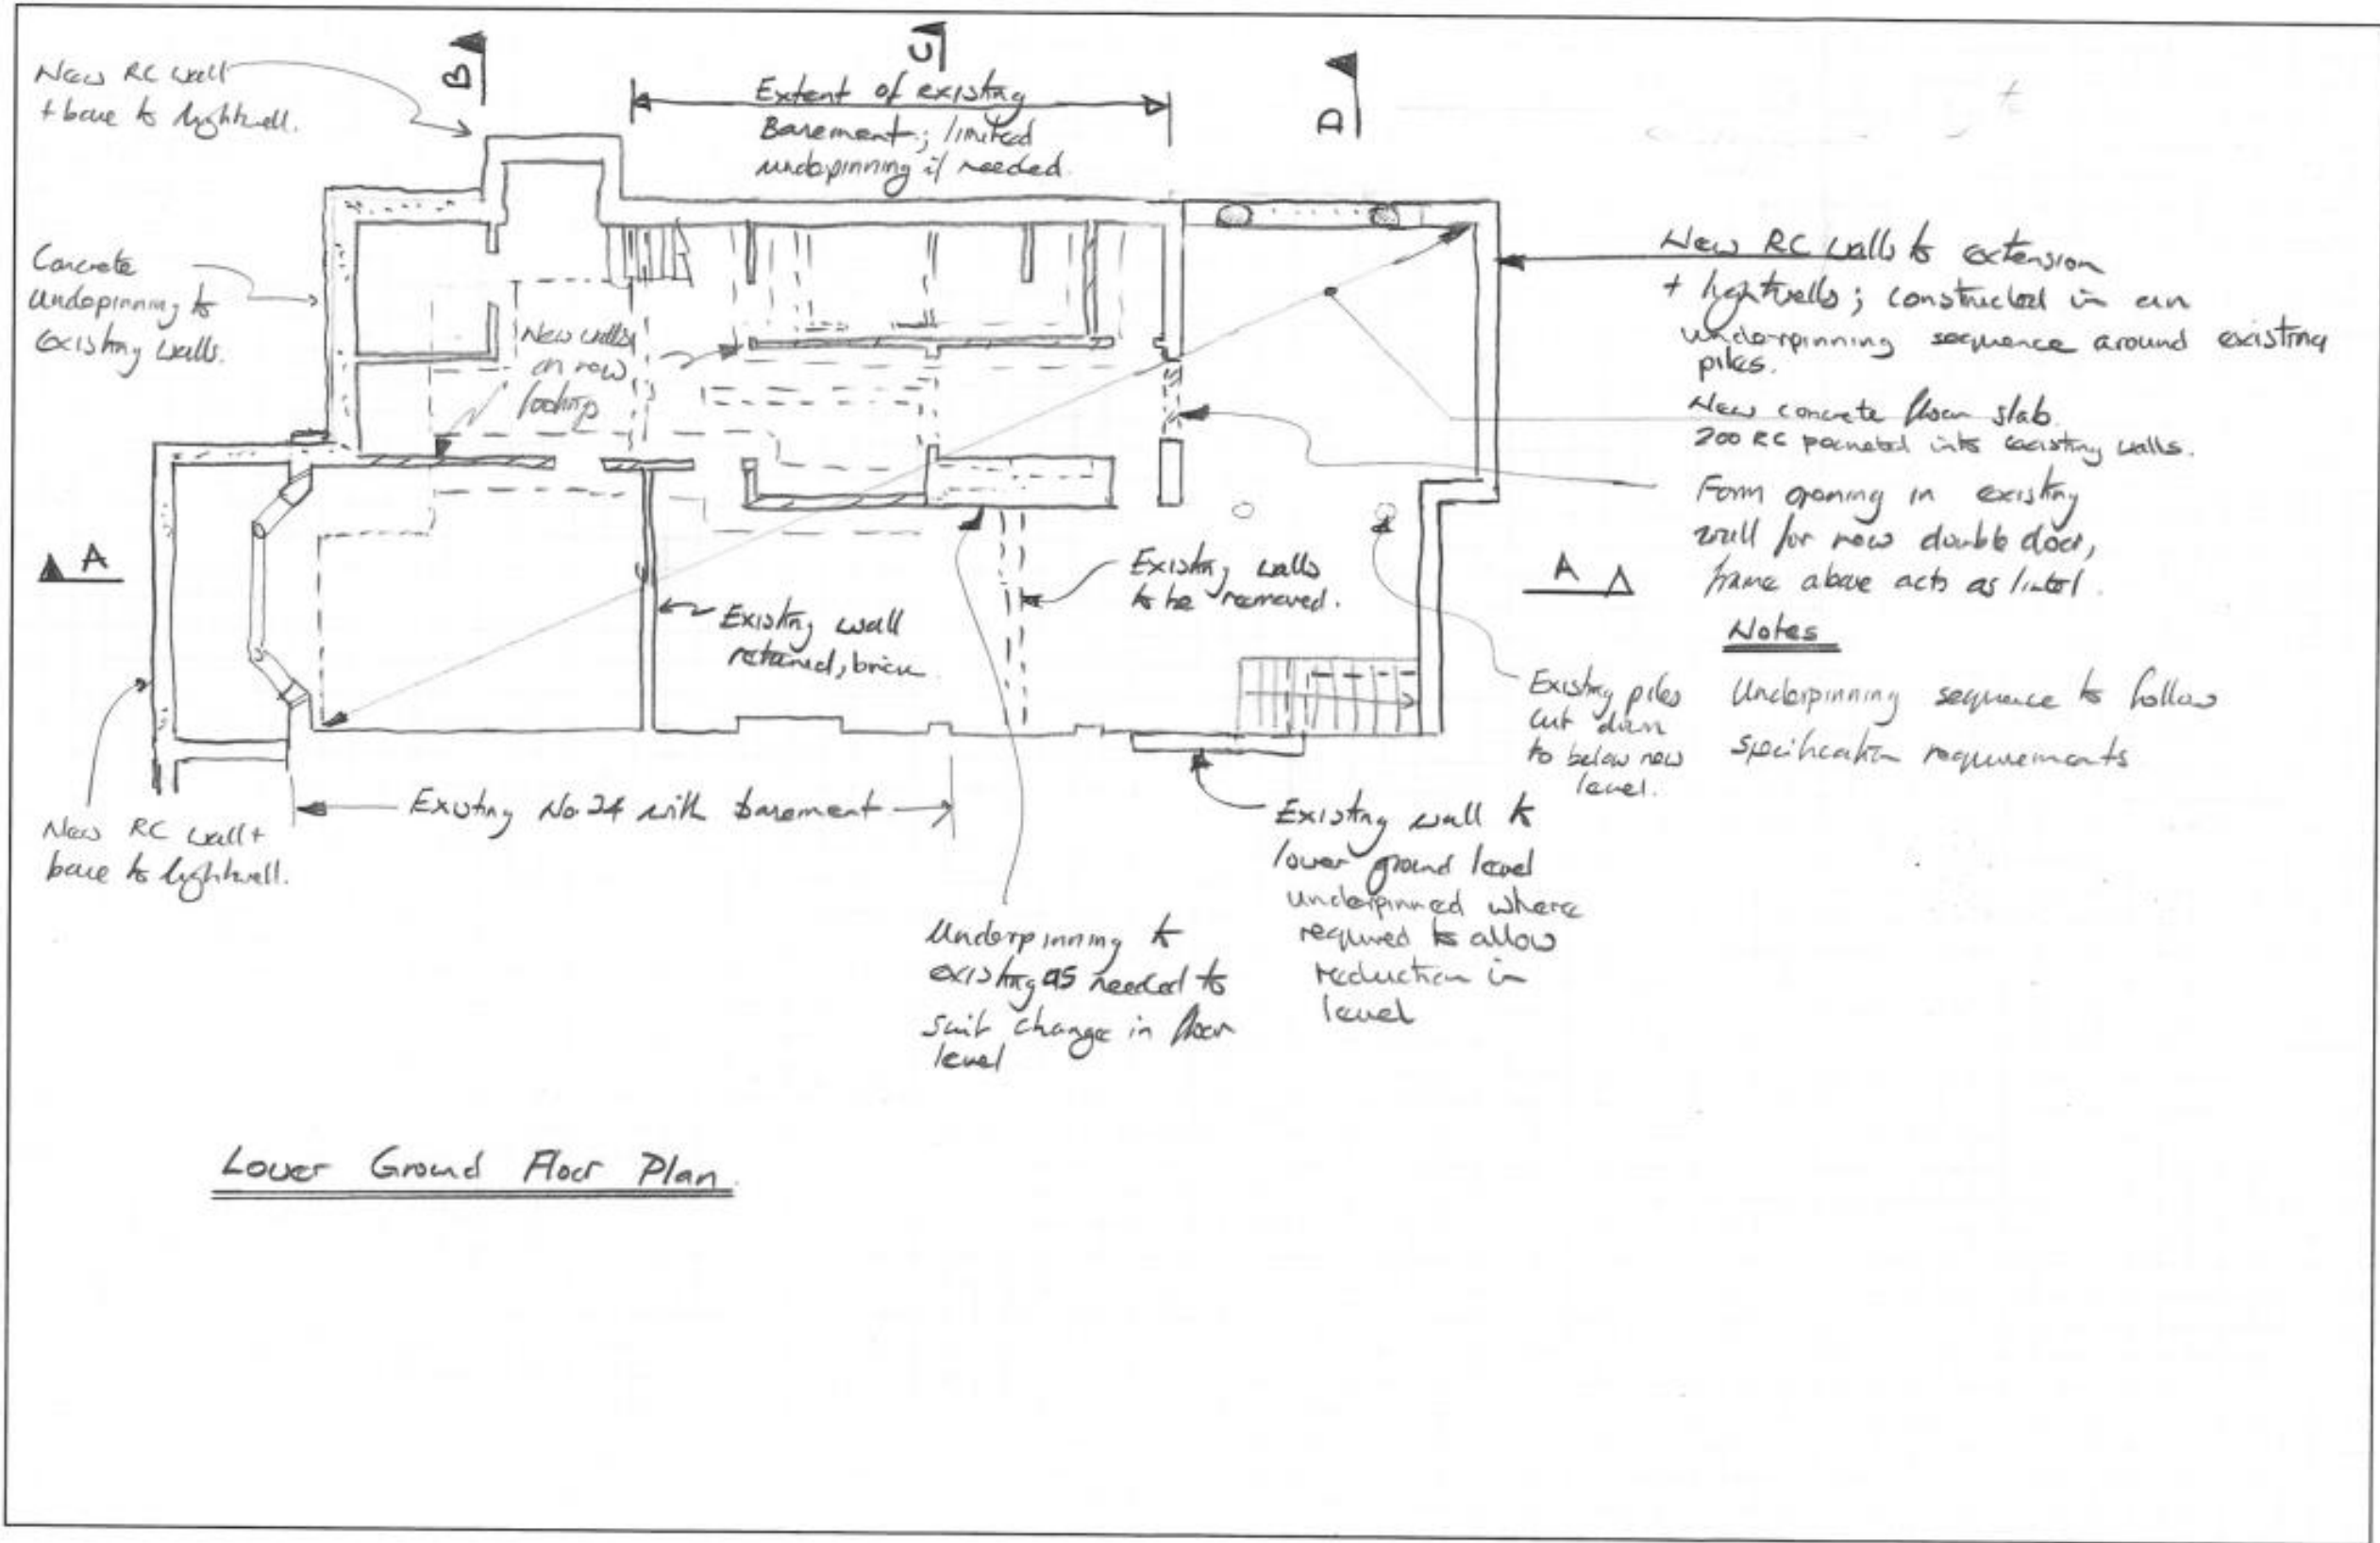 New RC wall
+ base to lightwell.
B
C
D
Extent of existing
Basement; limited
underpinning if needed.
Concrete
Underpinning to
existing walls.
New walls
on new
footing
New RC walls to extension
+ lightwells; constructed in an
underpinning sequence around existing
piles.
New concrete floor slab.
200 RC pocketed into existing walls.
Form opening in existing
wall for new double door,
frame above acts as lintol.
A
A
Existing walls
to be removed.
Existing wall
retained, brick.
Notes
Underpinning sequence to follow
specification requirements
Existing piles
cut down
to below new
level.
Existing No 24 with basement
New RC wall +
base to lightwell.
Existing wall to
lower ground level
underpinned where
required to allow
reduction in
level
Underpinning to
existing as needed to
suit change in floor
level
Lower Ground Floor Plan.